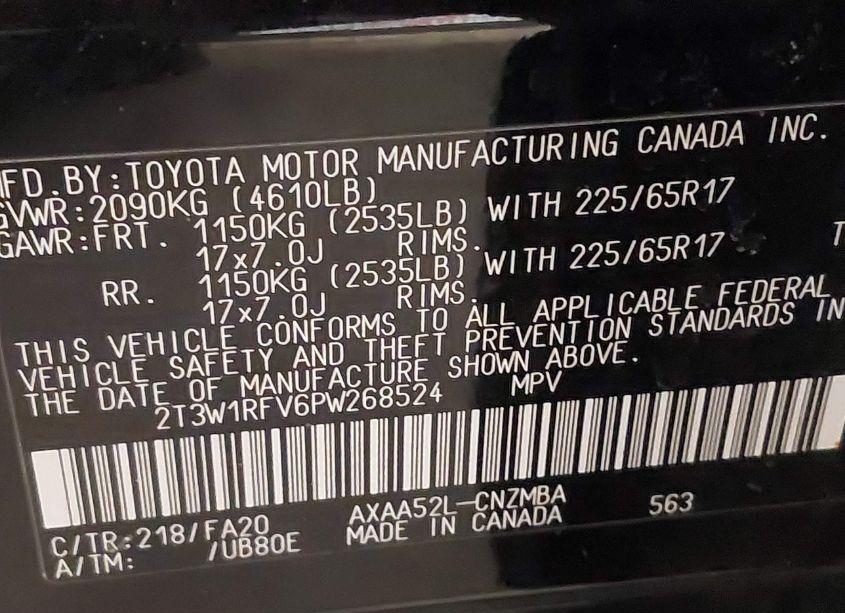 MFD.BY:TOYOTA MOTOR MANUFACTURING CANADA INC.
GVWR:2090KG (4610LB)
GAWR:FRT. 1150KG (2535LB) WITH 225/65R17
17x7.0J RIMS.
RR. 1150KG (2535LB) WITH 225/65R17 T
17x7.0J RIMS.
THIS VEHICLE CONFORMS TO ALL APPLICABLE FEDERAL
VEHICLE SAFETY AND THEFT PREVENTION STANDARDS IN
THE DATE OF MANUFACTURE SHOWN ABOVE.
2T3W1RFV6PW268524 MPV
C/TR:218/FA20 AXAA52L-CNZMBA 563
A/TM: /UB80E MADE IN CANADA